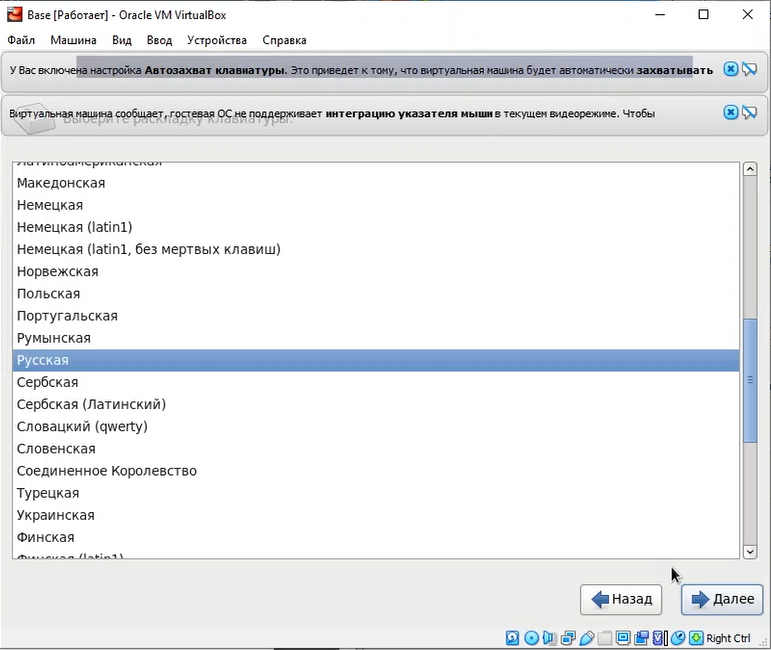 Base [Работает] - Oracle VM VirtualBox
Файл Машина Вид Ввод Устройства Справка
У Вас включена настройка Автозахват клавиатуры. Это приведет к тому, что виртуальная машина будет автоматически захватывать
Виртуальная машина сообщает, гостевая ОС не поддерживает интеграцию указателя мыши в текущем видеорежиме. Чтобы
Выберите раскладку клавиатуры.
Латиноамериканская
Македонская
Немецкая
Немецкая (latin1)
Немецкая (latin1, без мертвых клавиш)
Норвежская
Польская
Португальская
Румынская
Русская
Сербская
Сербская (Латинский)
Словацкий (qwerty)
Словенская
Соединенное Королевство
Турецкая
Украинская
Финская
Финская (latin1)
Назад Далее
Right Ctrl